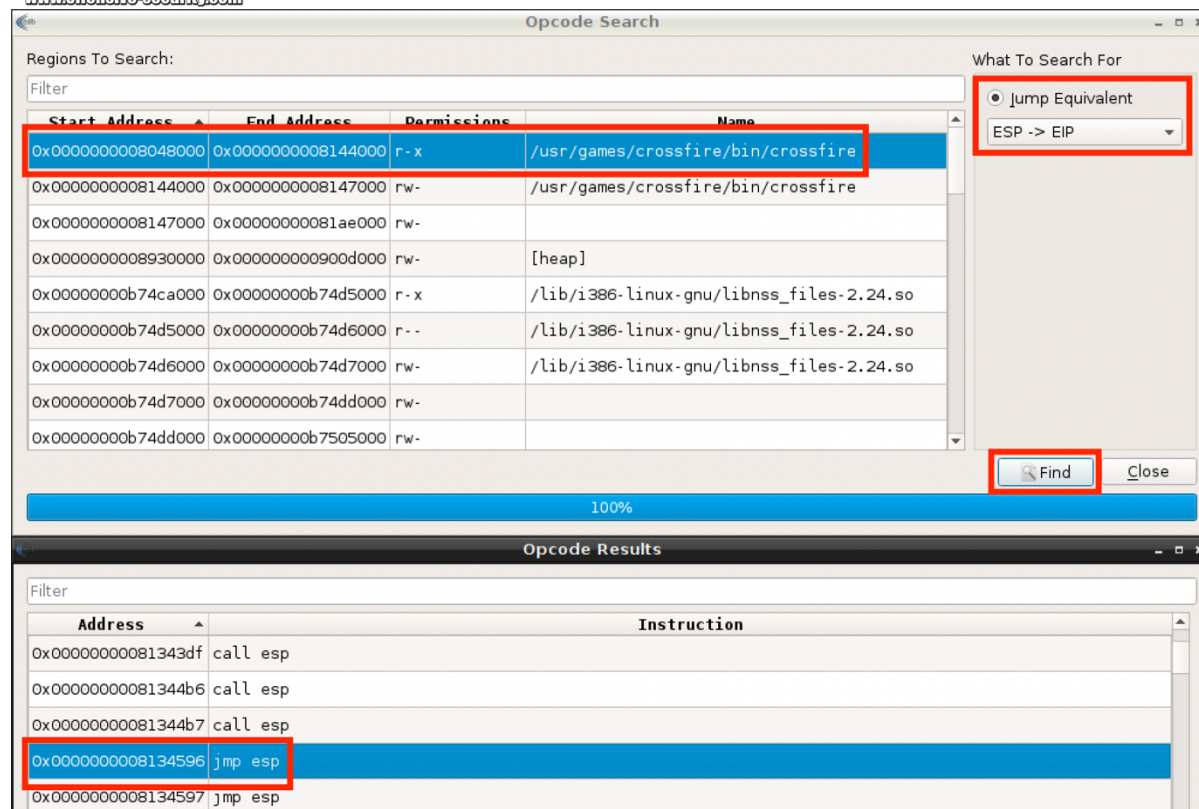 www.offensive-security.com
Opcode Search
Regions To Search:
What To Search For
Filter
Jump Equivalent
Start Address End Address Permissions Name
ESP -> EIP
0x0000000008048000 0x0000000008144000 r-x /usr/games/crossfire/bin/crossfire
0x0000000008144000 0x0000000008147000 rw- /usr/games/crossfire/bin/crossfire
0x0000000008147000 0x00000000081ae000 rw-
0x0000000008930000 0x000000000900d000 rw- [heap]
0x00000000b74ca000 0x00000000b74d5000 r-x /lib/i386-linux-gnu/libnss_files-2.24.so
0x00000000b74d5000 0x00000000b74d6000 r-- /lib/i386-linux-gnu/libnss_files-2.24.so
0x00000000b74d6000 0x00000000b74d7000 rw- /lib/i386-linux-gnu/libnss_files-2.24.so
0x00000000b74d7000 0x00000000b74dd000 rw-
0x00000000b74dd000 0x00000000b7505000 rw-
Find Close
100%
Opcode Results
Filter
Address Instruction
0x00000000081343df call esp
0x00000000081344b6 call esp
0x00000000081344b7 call esp
0x0000000008134596 jmp esp
0x0000000008134597 jmp esp